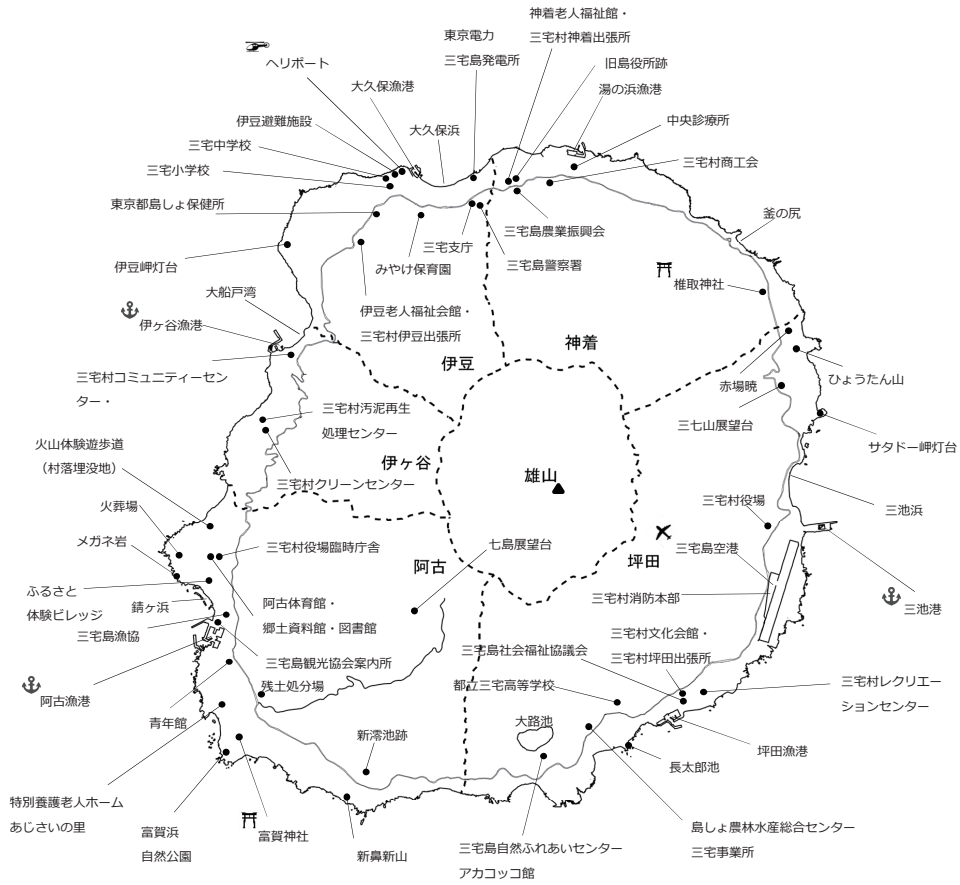 神着老人福祉館・
三宅村神着出張所
東京電力
三宅島発電所
旧島役所跡
ヘリポート
大久保漁港
湯の浜漁港
伊豆避難施設
大久保浜
中央診療所
三宅中学校
三宅小学校
三宅村商工会
東京都島しょ保健所
釜の尻
三宅島農業振興会
三宅支庁
三宅島警察署
伊豆岬灯台
みやけ保育園
椎取神社
大船戸湾
伊ヶ谷漁港
伊豆老人福祉会館・
三宅村伊豆出張所
神着
伊豆
三宅村コミュニティーセン
ター・
赤場暁
ひょうたん山
三宅村汚泥再生
処理センター
三七山展望台
サタドー岬灯台
火山体験遊歩道
（村落埋没地）
伊ヶ谷
雄山
三宅村クリーンセンター
火葬場
三宅村役場
三池浜
メガネ岩
三宅村役場臨時庁舎
七島展望台
三宅島空港
坪田
阿古
ふるさと
体験ビレッジ
錆ヶ浜
阿古体育館・
郷土資料館・図書館
三宅村消防本部
三池港
三宅島漁協
三宅村文化会館・
三宅村坪田出張所
三宅島社会福祉協議会
三宅島観光協会案内所
残土処分場
都立三宅高等学校
三宅村レクリエー
ションセンター
阿古漁港
青年館
新澪池跡
大路池
坪田漁港
長太郎池
特別養護老人ホーム
あじさいの里
富賀浜
自然公園
富賀神社
新鼻新山
三宅島自然ふれあいセンター
アカコッコ館
島しょ農林水産総合センター
三宅事業所